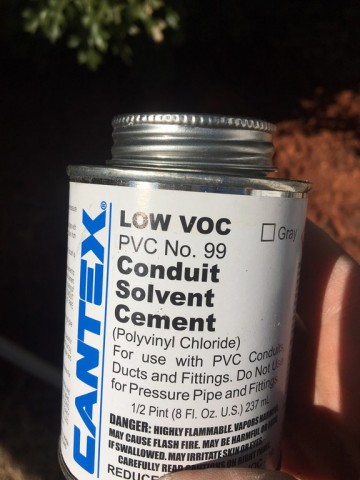 CANTEX®
LOW VOC
PVC No. 99
Gray
Conduit
Solvent
Cement
(Polyvinyl Chloride)
For use with PVC Conduit,
Ducts and Fittings. Do Not
for Pressure Pipe and Fittings
1/2 Pint (8 Fl. Oz. U.S.) 237 mL
DANGER: HIGHLY FLAMMABLE. VAPORS
MAY CAUSE FLASH FIRE. MAY BE HARMFUL
IF SWALLOWED. MAY IRRITATE SKIN OR EYES.
CAREFULLY READ CAUTIONS ON